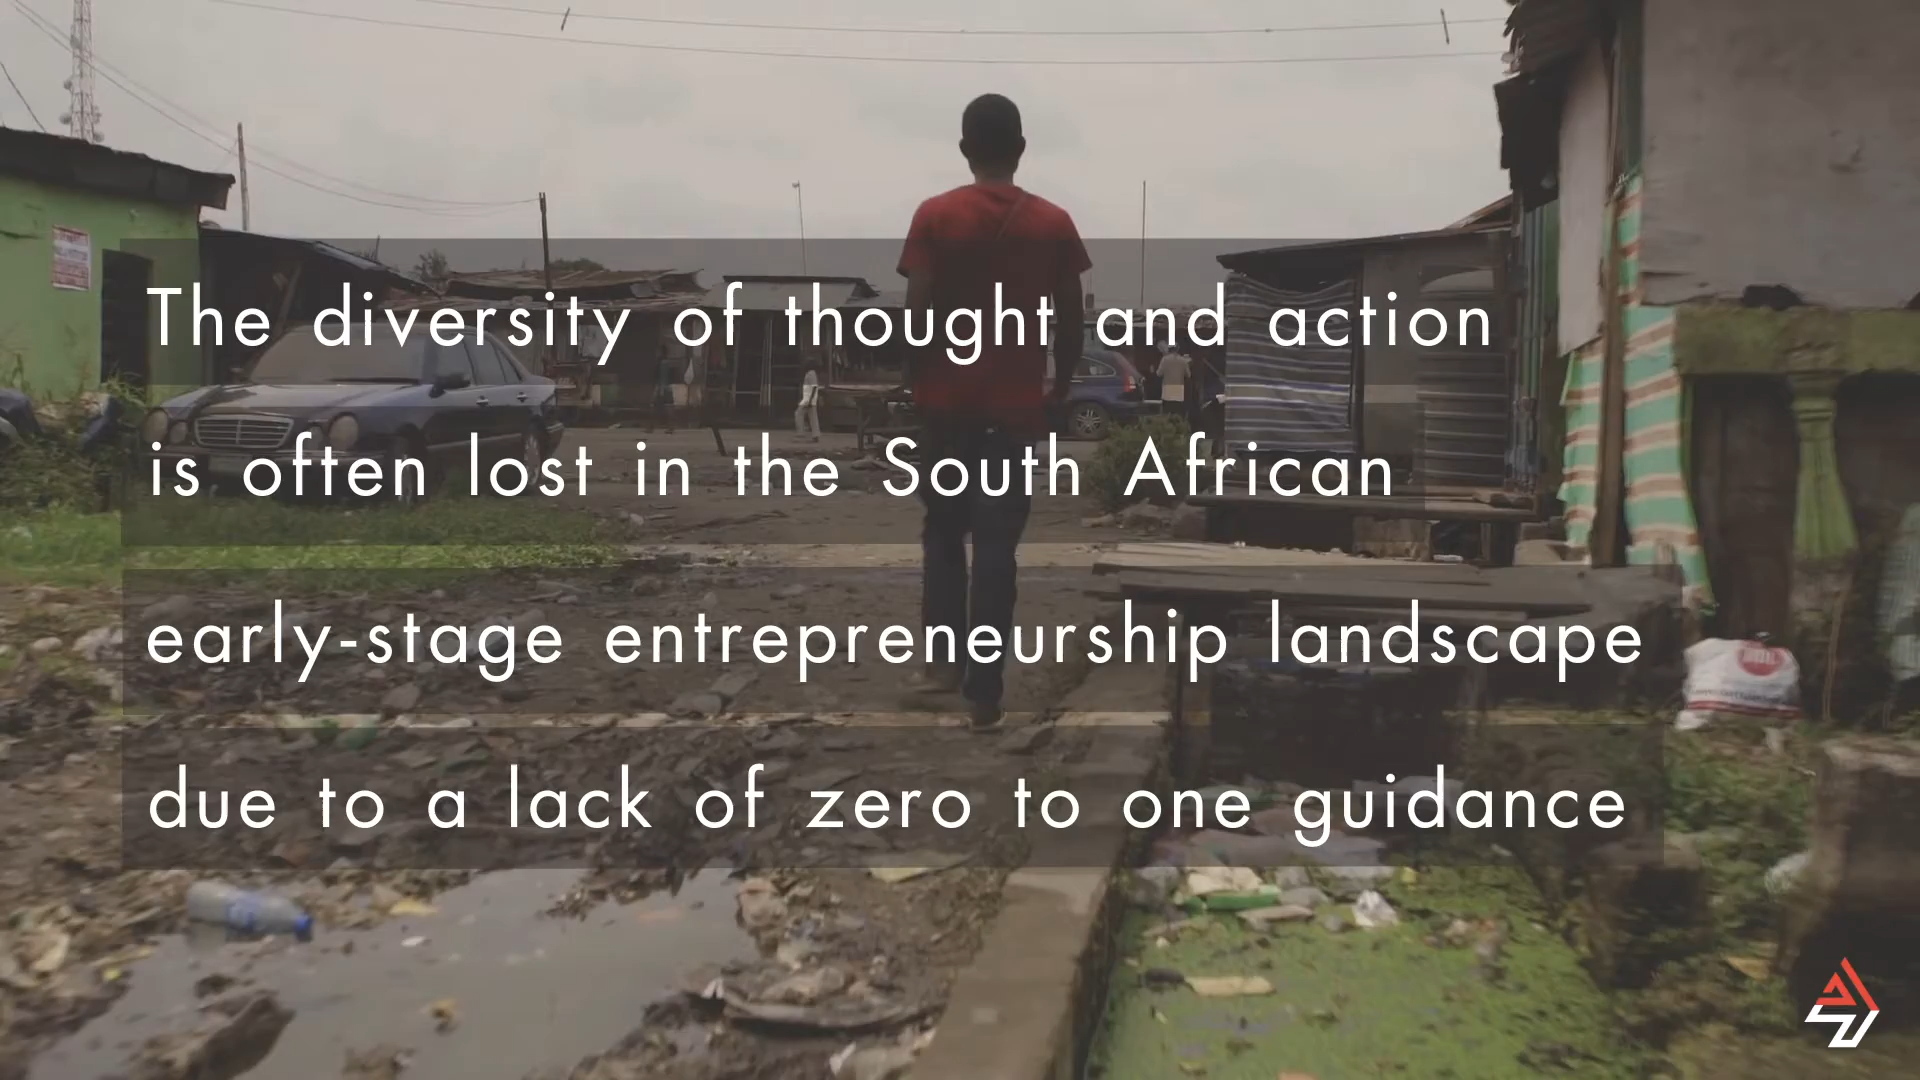 The diversity of thought and action
is often lost in the South African
early-stage entrepreneurship landscape
due to a lack of zero to one guidance